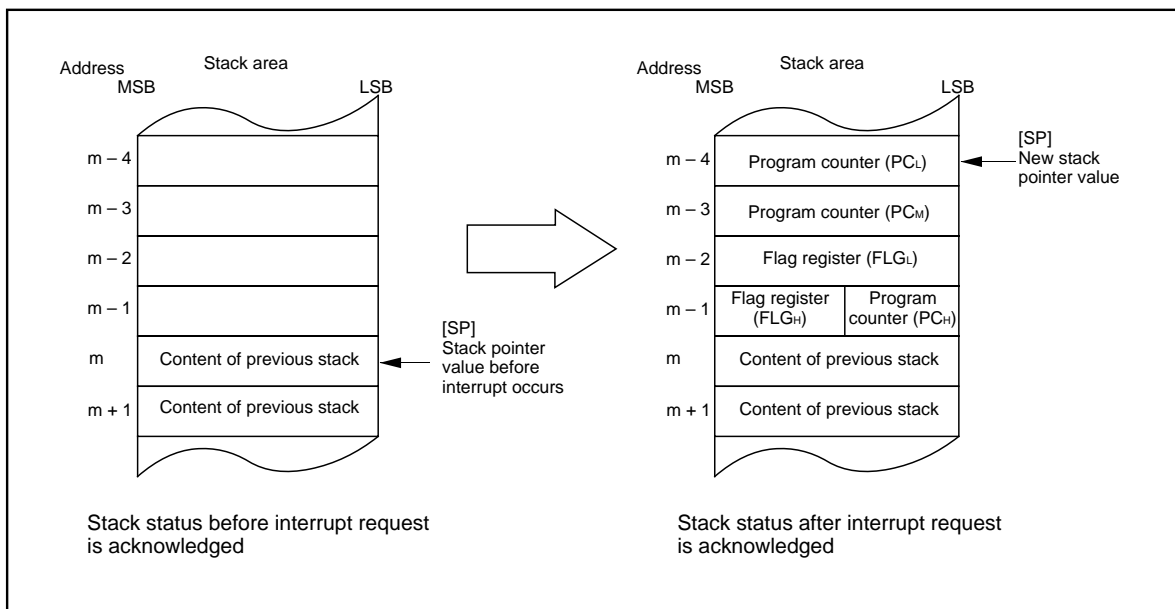 Address
MSB
Stack area
LSB
m – 4
m – 3
m – 2
m – 1
m
Content of previous stack
m + 1
Content of previous stack
[SP]
Stack pointer
value before
interrupt occurs
Stack status before interrupt request
is acknowledged
Address
MSB
Stack area
LSB
m – 4
Program counter (PCL)
m – 3
Program counter (PCM)
m – 2
Flag register (FLGL)
m – 1
Flag register
(FLGH)
Program
counter (PCH)
m
Content of previous stack
m + 1
Content of previous stack
[SP]
New stack
pointer value
Stack status after interrupt request
is acknowledged